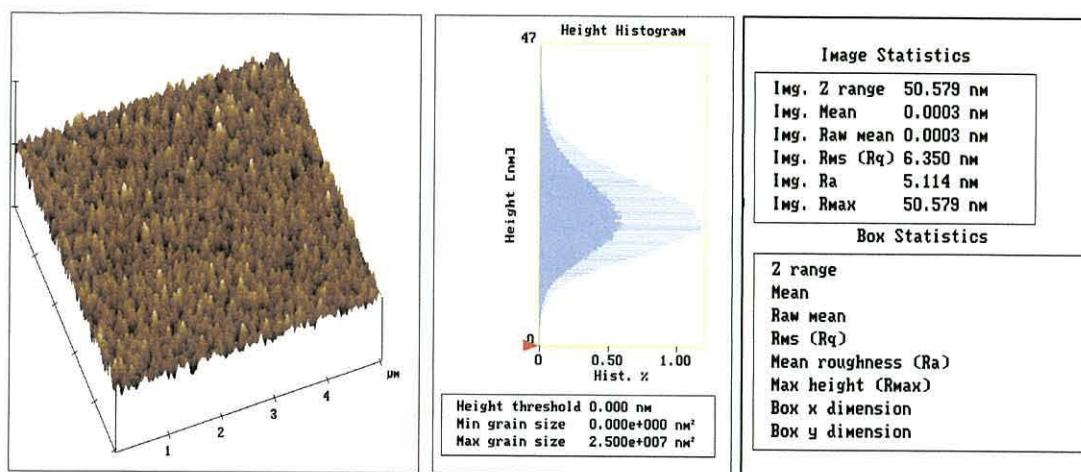 1
2
3
4
µm
Height Histogram
47
Height [nm]
0
0 0.50 1.00
Hist. %
Height threshold 0.000 nm
Min grain size 0.000e+000 nm²
Max grain size 2.500e+007 nm²
Image Statistics
Img. Z range 50.579 nm
Img. Mean 0.0003 nm
Img. Raw mean 0.0003 nm
Img. Rms (Rq) 6.350 nm
Img. Ra 5.114 nm
Img. Rmax 50.579 nm
Box Statistics
Z range
Mean
Raw mean
Rms (Rq)
Mean roughness (Ra)
Max height (Rmax)
Box x dimension
Box y dimension